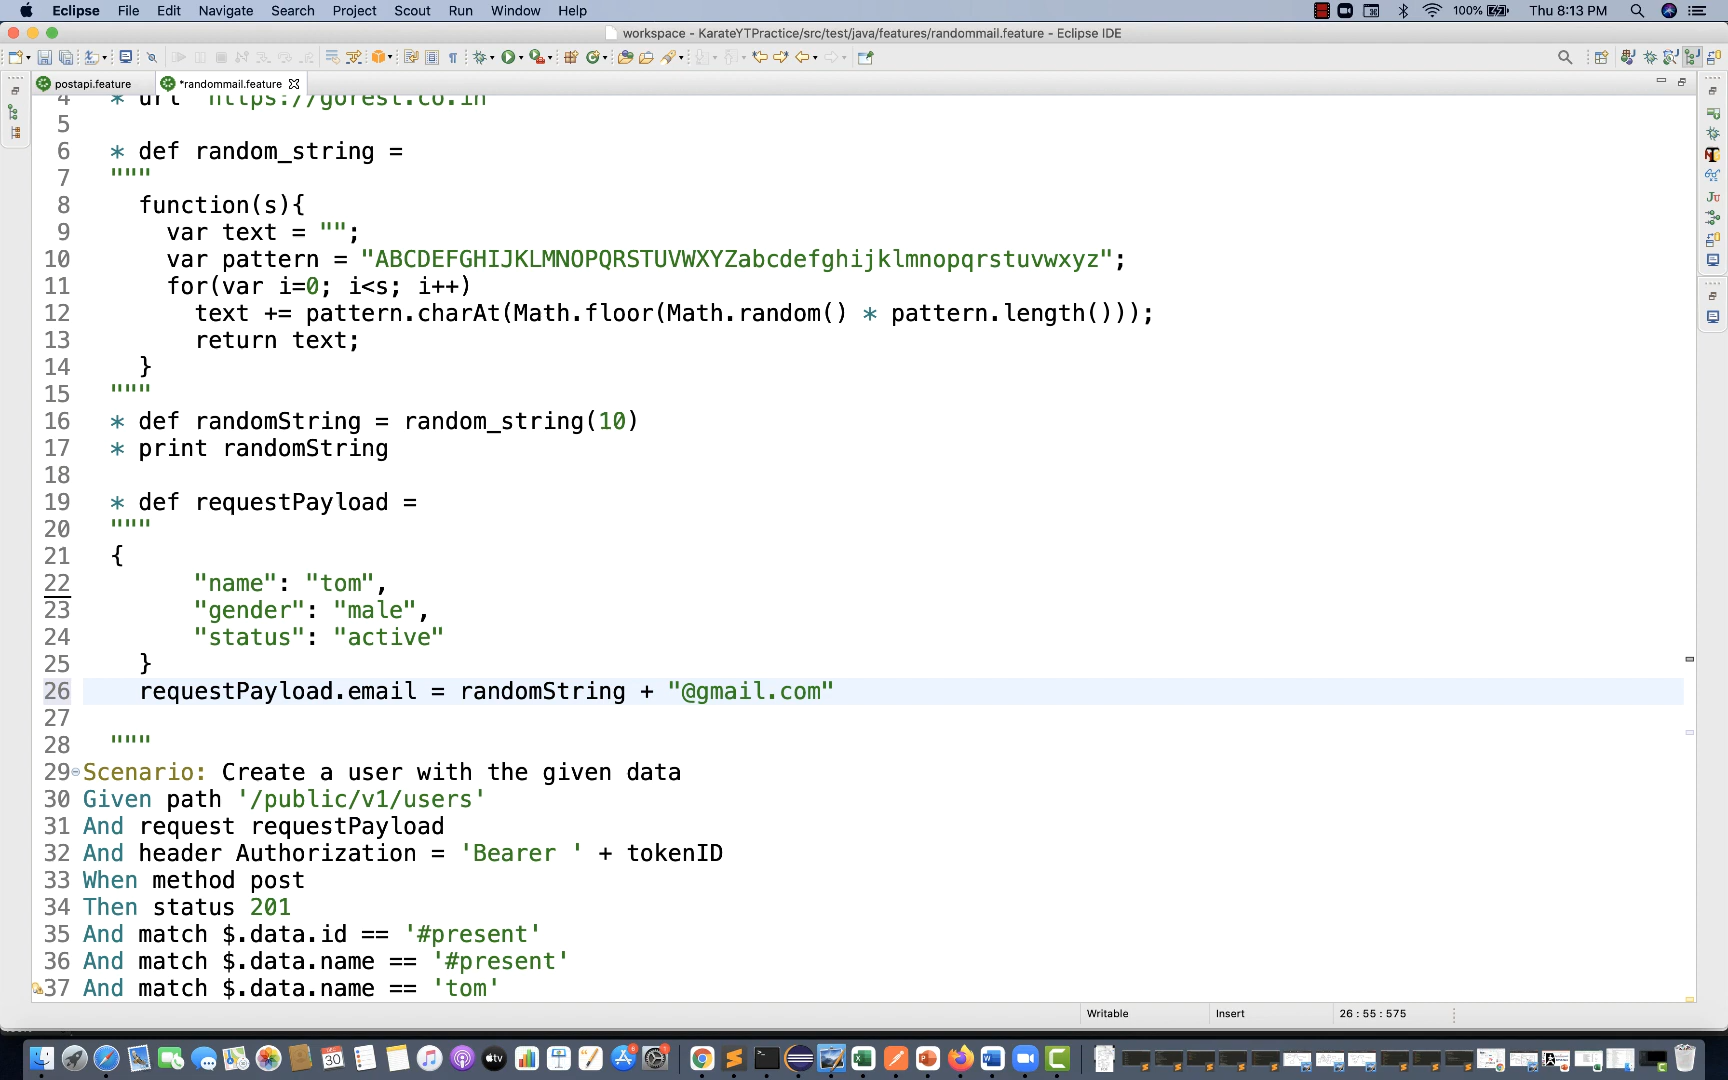 Eclipse File Edit Navigate Search Project Scout Run Window Help 100% Thu 8:13 PM
workspace - KarateYTPractice/src/test/java/features/randommail.feature - Eclipse IDE
postapi.feature *randommail.feature
4 * url 'https://gorest.co.in'
5
6 * def random_string =
7 """
8 function(s){
9 var text = "";
10 var pattern = "ABCDEFGHIJKLMNOPQRSTUVWXYZabcdefghijklmnopqrstuvwxyz";
11 for(var i=0; i<s; i++)
12 text += pattern.charAt(Math.floor(Math.random() * pattern.length()));
13 return text;
14 }
15 """
16 * def randomString = random_string(10)
17 * print randomString
18
19 * def requestPayload =
20 """
21 {
22 "name": "tom",
23 "gender": "male",
24 "status": "active"
25 }
26 requestPayload.email = randomString + "@gmail.com"
27
28 """
29 Scenario: Create a user with the given data
30 Given path '/public/v1/users'
31 And request requestPayload
32 And header Authorization = 'Bearer ' + tokenID
33 When method post
34 Then status 201
35 And match $.data.id == '#present'
36 And match $.data.name == '#present'
37 And match $.data.name == 'tom'
Writable Insert 26 : 55 : 575